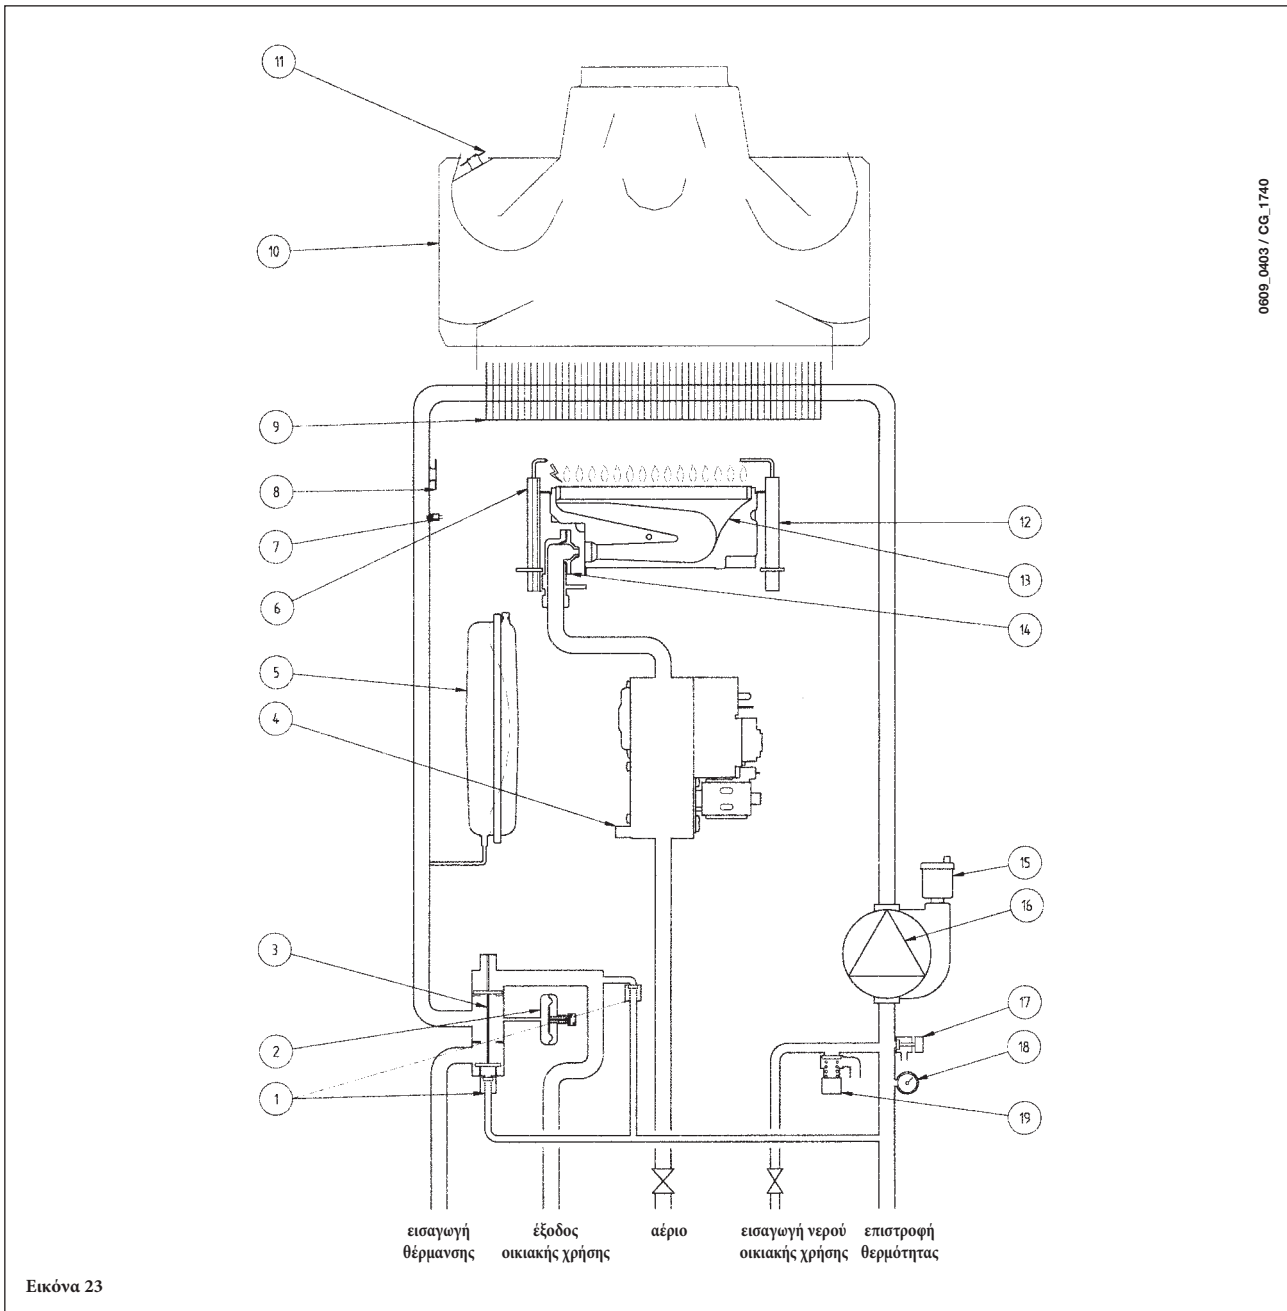 11
10
9
8
7
6
5
4
3
2
1
12
13
14
15
16
17
18
19
0609_0403 / CG_1740
εισαγωγή
θέρμανσης
έξοδος
οικιακής χρήσης
αέριο
εισαγωγή νερού
οικιακής χρήσης
επιστροφή
θερμότητας
Εικόνα 23